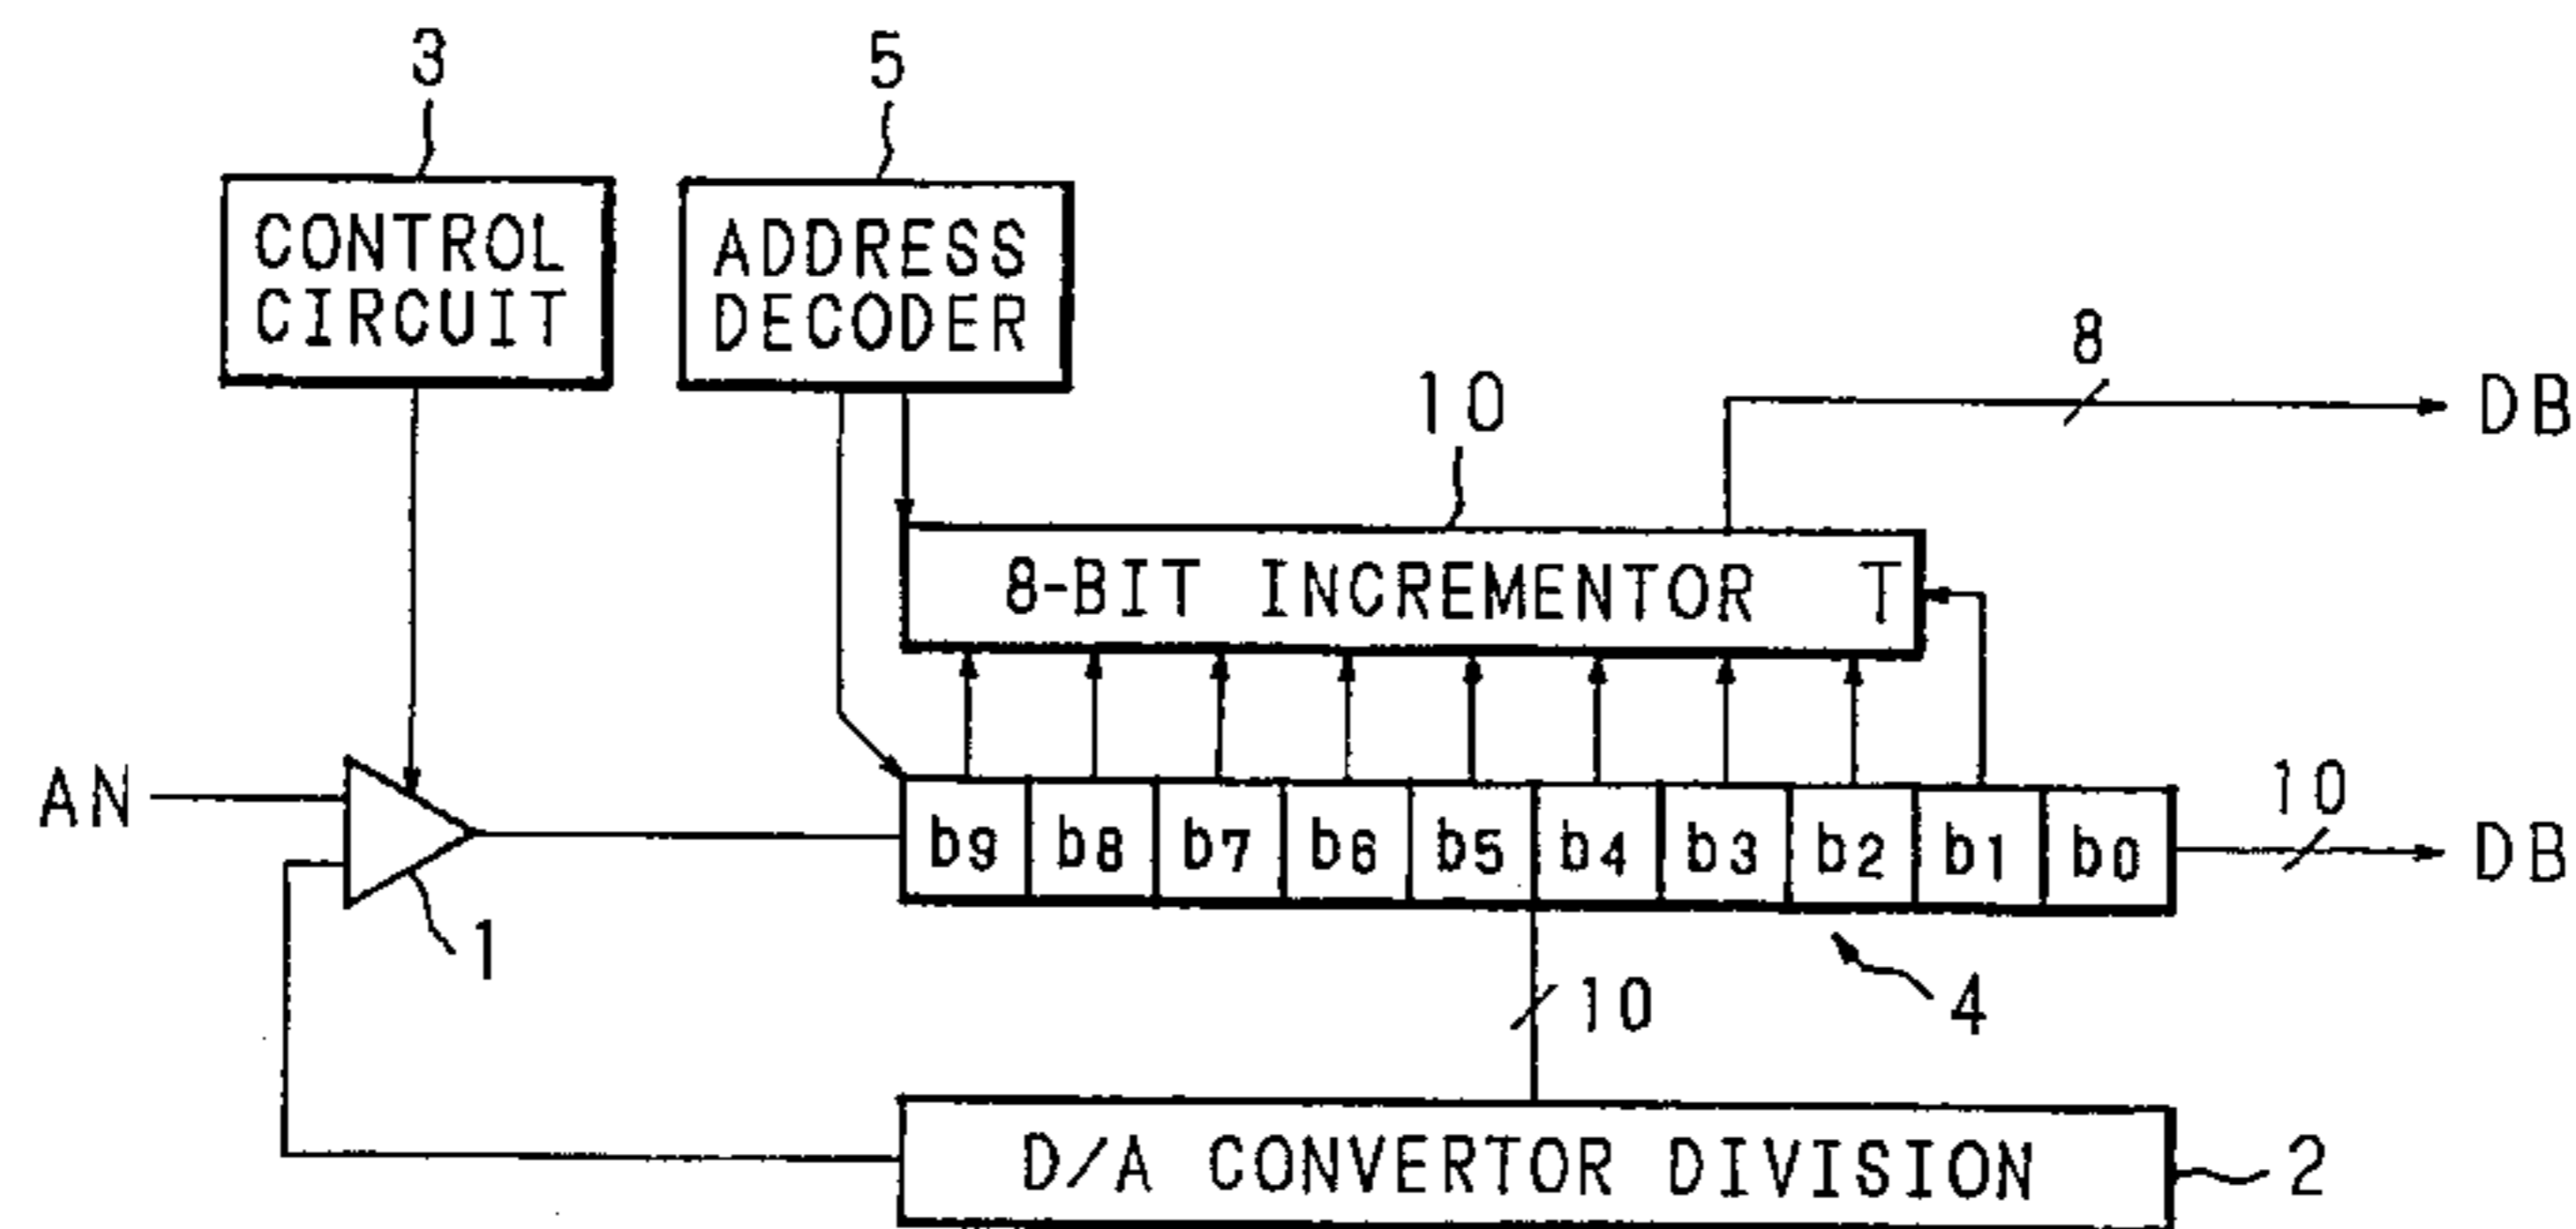 3
5
CONTROL
CIRCUIT
ADDRESS
DECODER
8
DB
10
8-BIT INCREMENTOR T
AN
b9 b8 b7 b6 b5 b4 b3 b2 b1 b0
10
DB
1
10
4
D/A CONVERTOR DIVISION
2